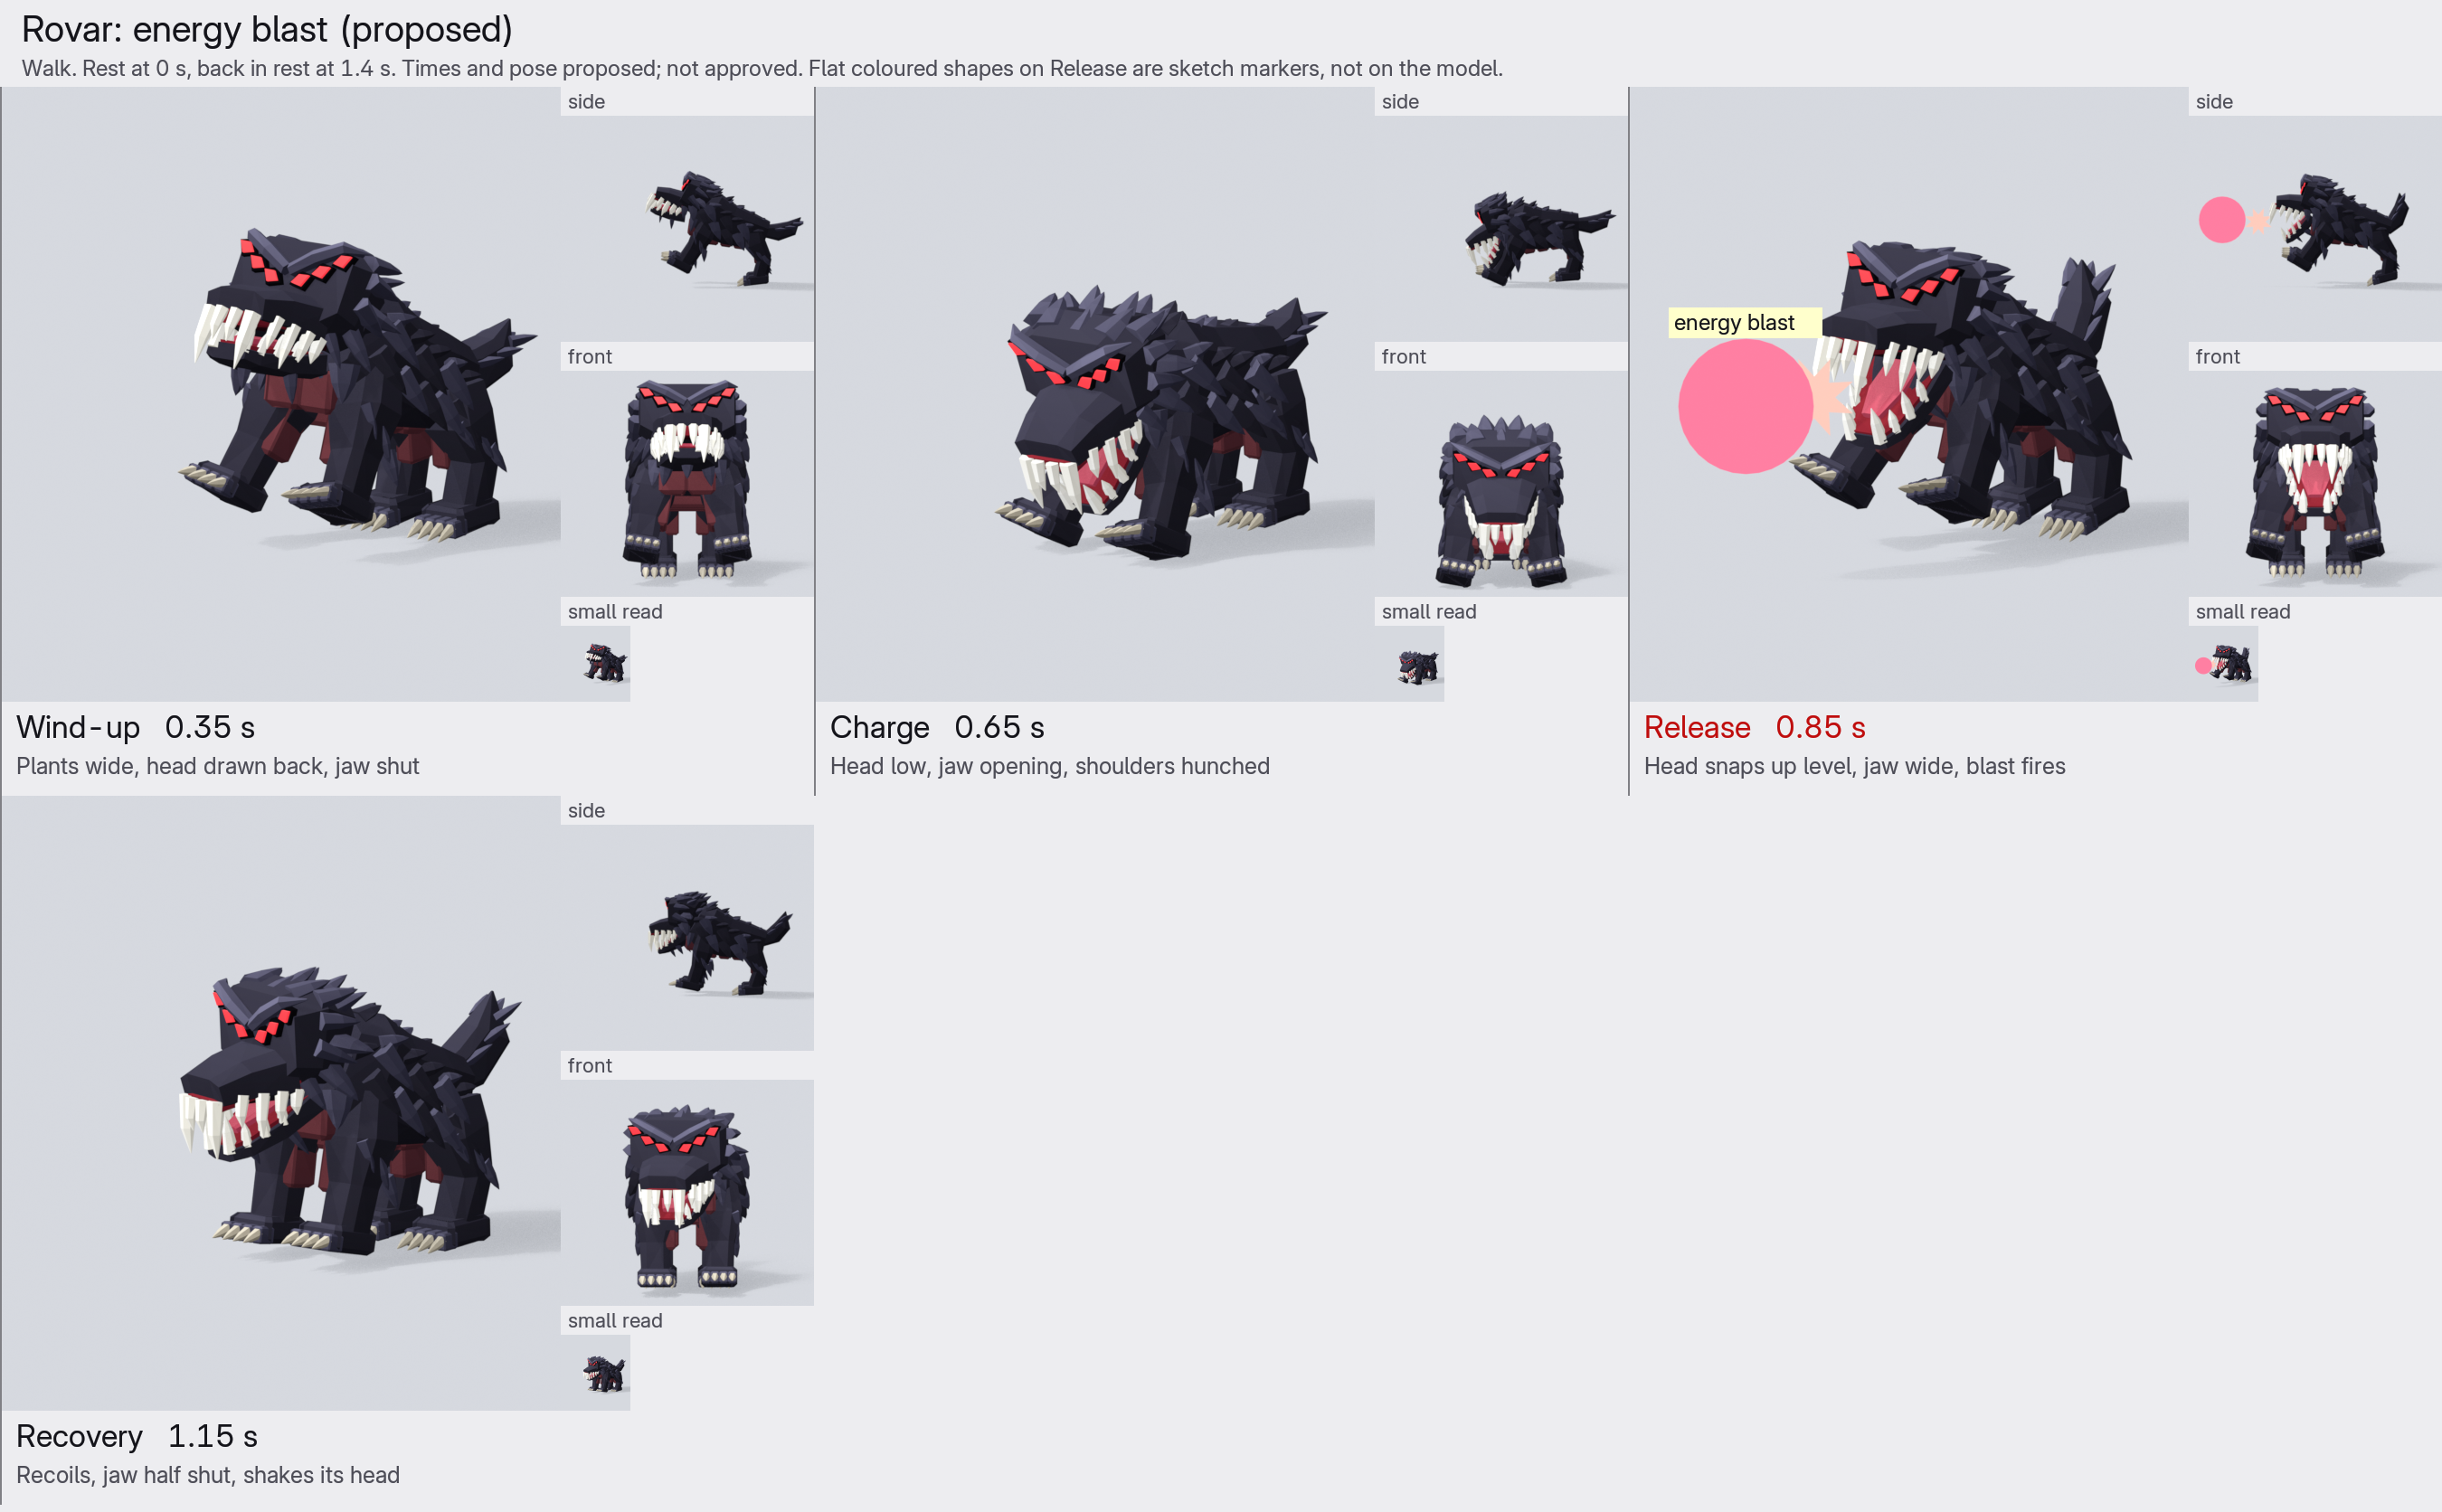 Rovar: energy blast (proposed)
Walk. Rest at 0 s, back in rest at 1.4 s. Times and pose proposed; not approved. Flat coloured shapes on Release are sketch markers, not on the model.
side
front
small read
Wind-up 0.35 s
Plants wide, head drawn back, jaw shut
side
front
small read
Charge 0.65 s
Head low, jaw opening, shoulders hunched
energy blast
side
front
small read
Release 0.85 s
Head snaps up level, jaw wide, blast fires
side
front
small read
Recovery 1.15 s
Recoils, jaw half shut, shakes its head